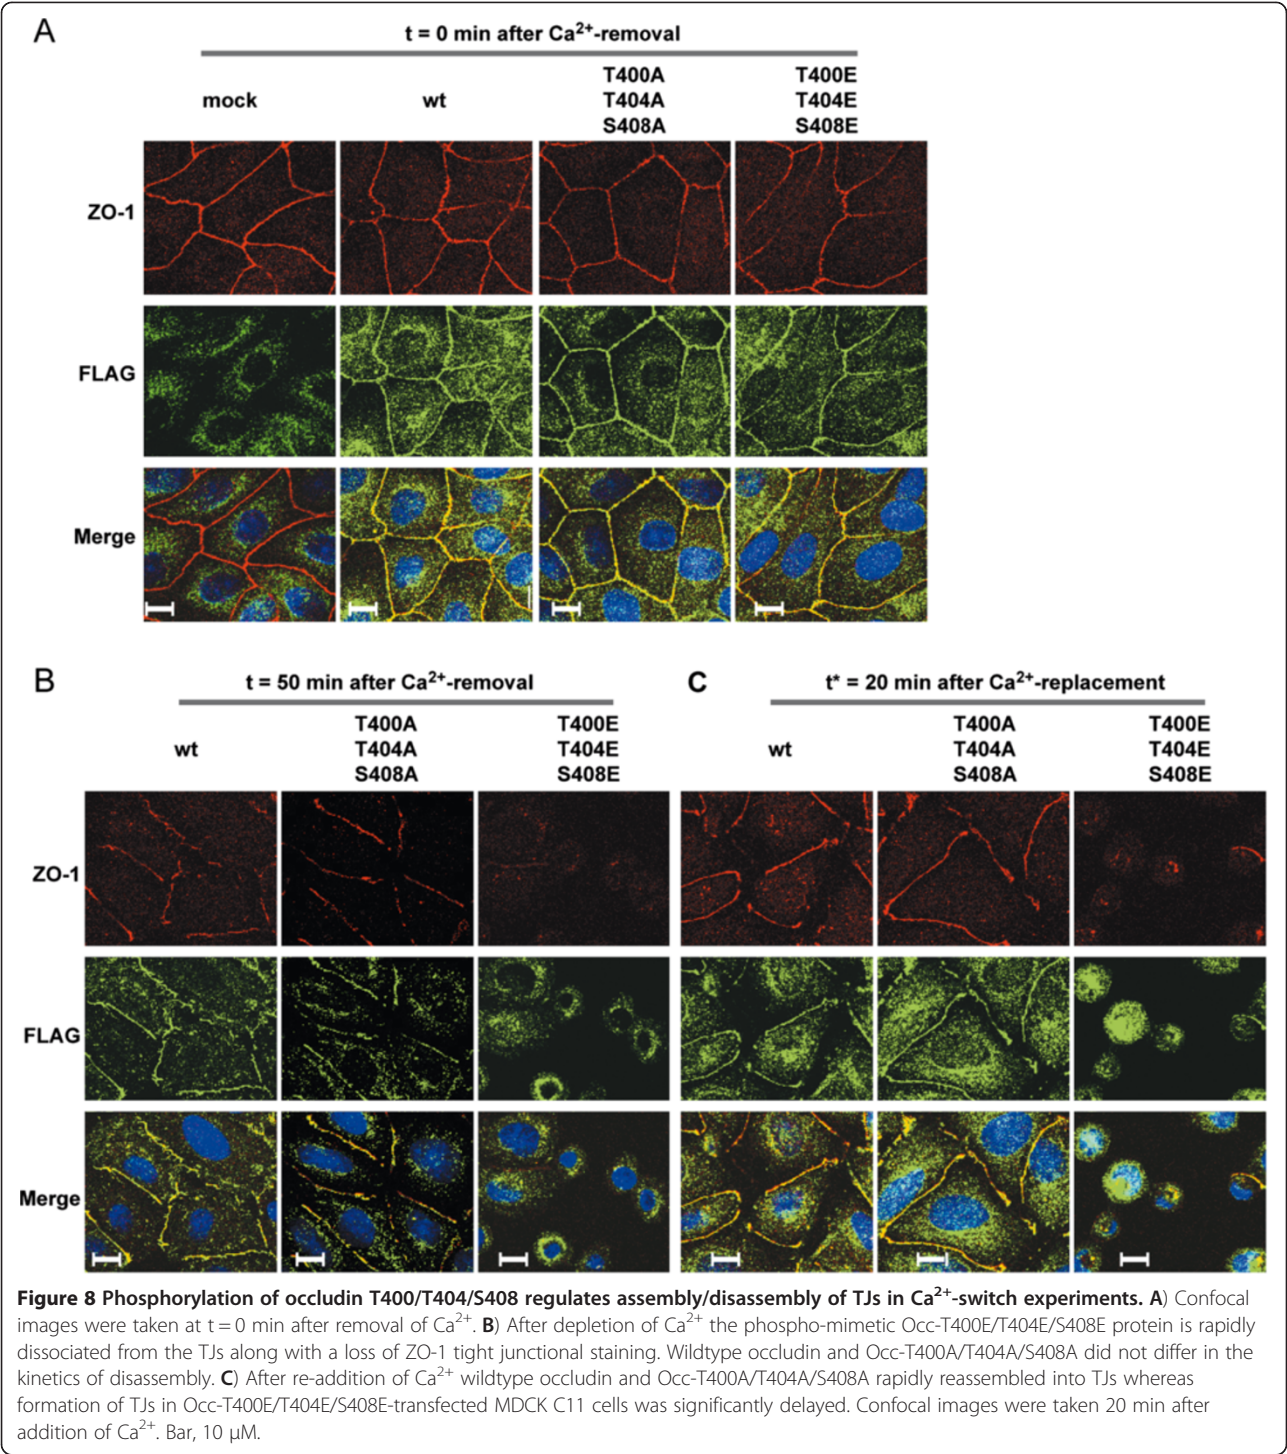 A
t = 0 min after Ca²⁺-removal
mock
wt
T400A
T404A
S408A
T400E
T404E
S408E
ZO-1
FLAG
Merge
B
t = 50 min after Ca²⁺-removal
wt
T400A
T404A
S408A
T400E
T404E
S408E
C
t* = 20 min after Ca²⁺-replacement
wt
T400A
T404A
S408A
T400E
T404E
S408E
ZO-1
FLAG
Merge
Figure 8 Phosphorylation of occludin T400/T404/S408 regulates assembly/disassembly of TJs in Ca²⁺-switch experiments. A) Confocal
images were taken at t = 0 min after removal of Ca²⁺. B) After depletion of Ca²⁺ the phospho-mimetic Occ-T400E/T404E/S408E protein is rapidly
dissociated from the TJs along with a loss of ZO-1 tight junctional staining. Wildtype occludin and Occ-T400A/T404A/S408A did not differ in the
kinetics of disassembly. C) After re-addition of Ca²⁺ wildtype occludin and Occ-T400A/T404A/S408A rapidly reassembled into TJs whereas
formation of TJs in Occ-T400E/T404E/S408E-transfected MDCK C11 cells was significantly delayed. Confocal images were taken 20 min after
addition of Ca²⁺. Bar, 10 μM.